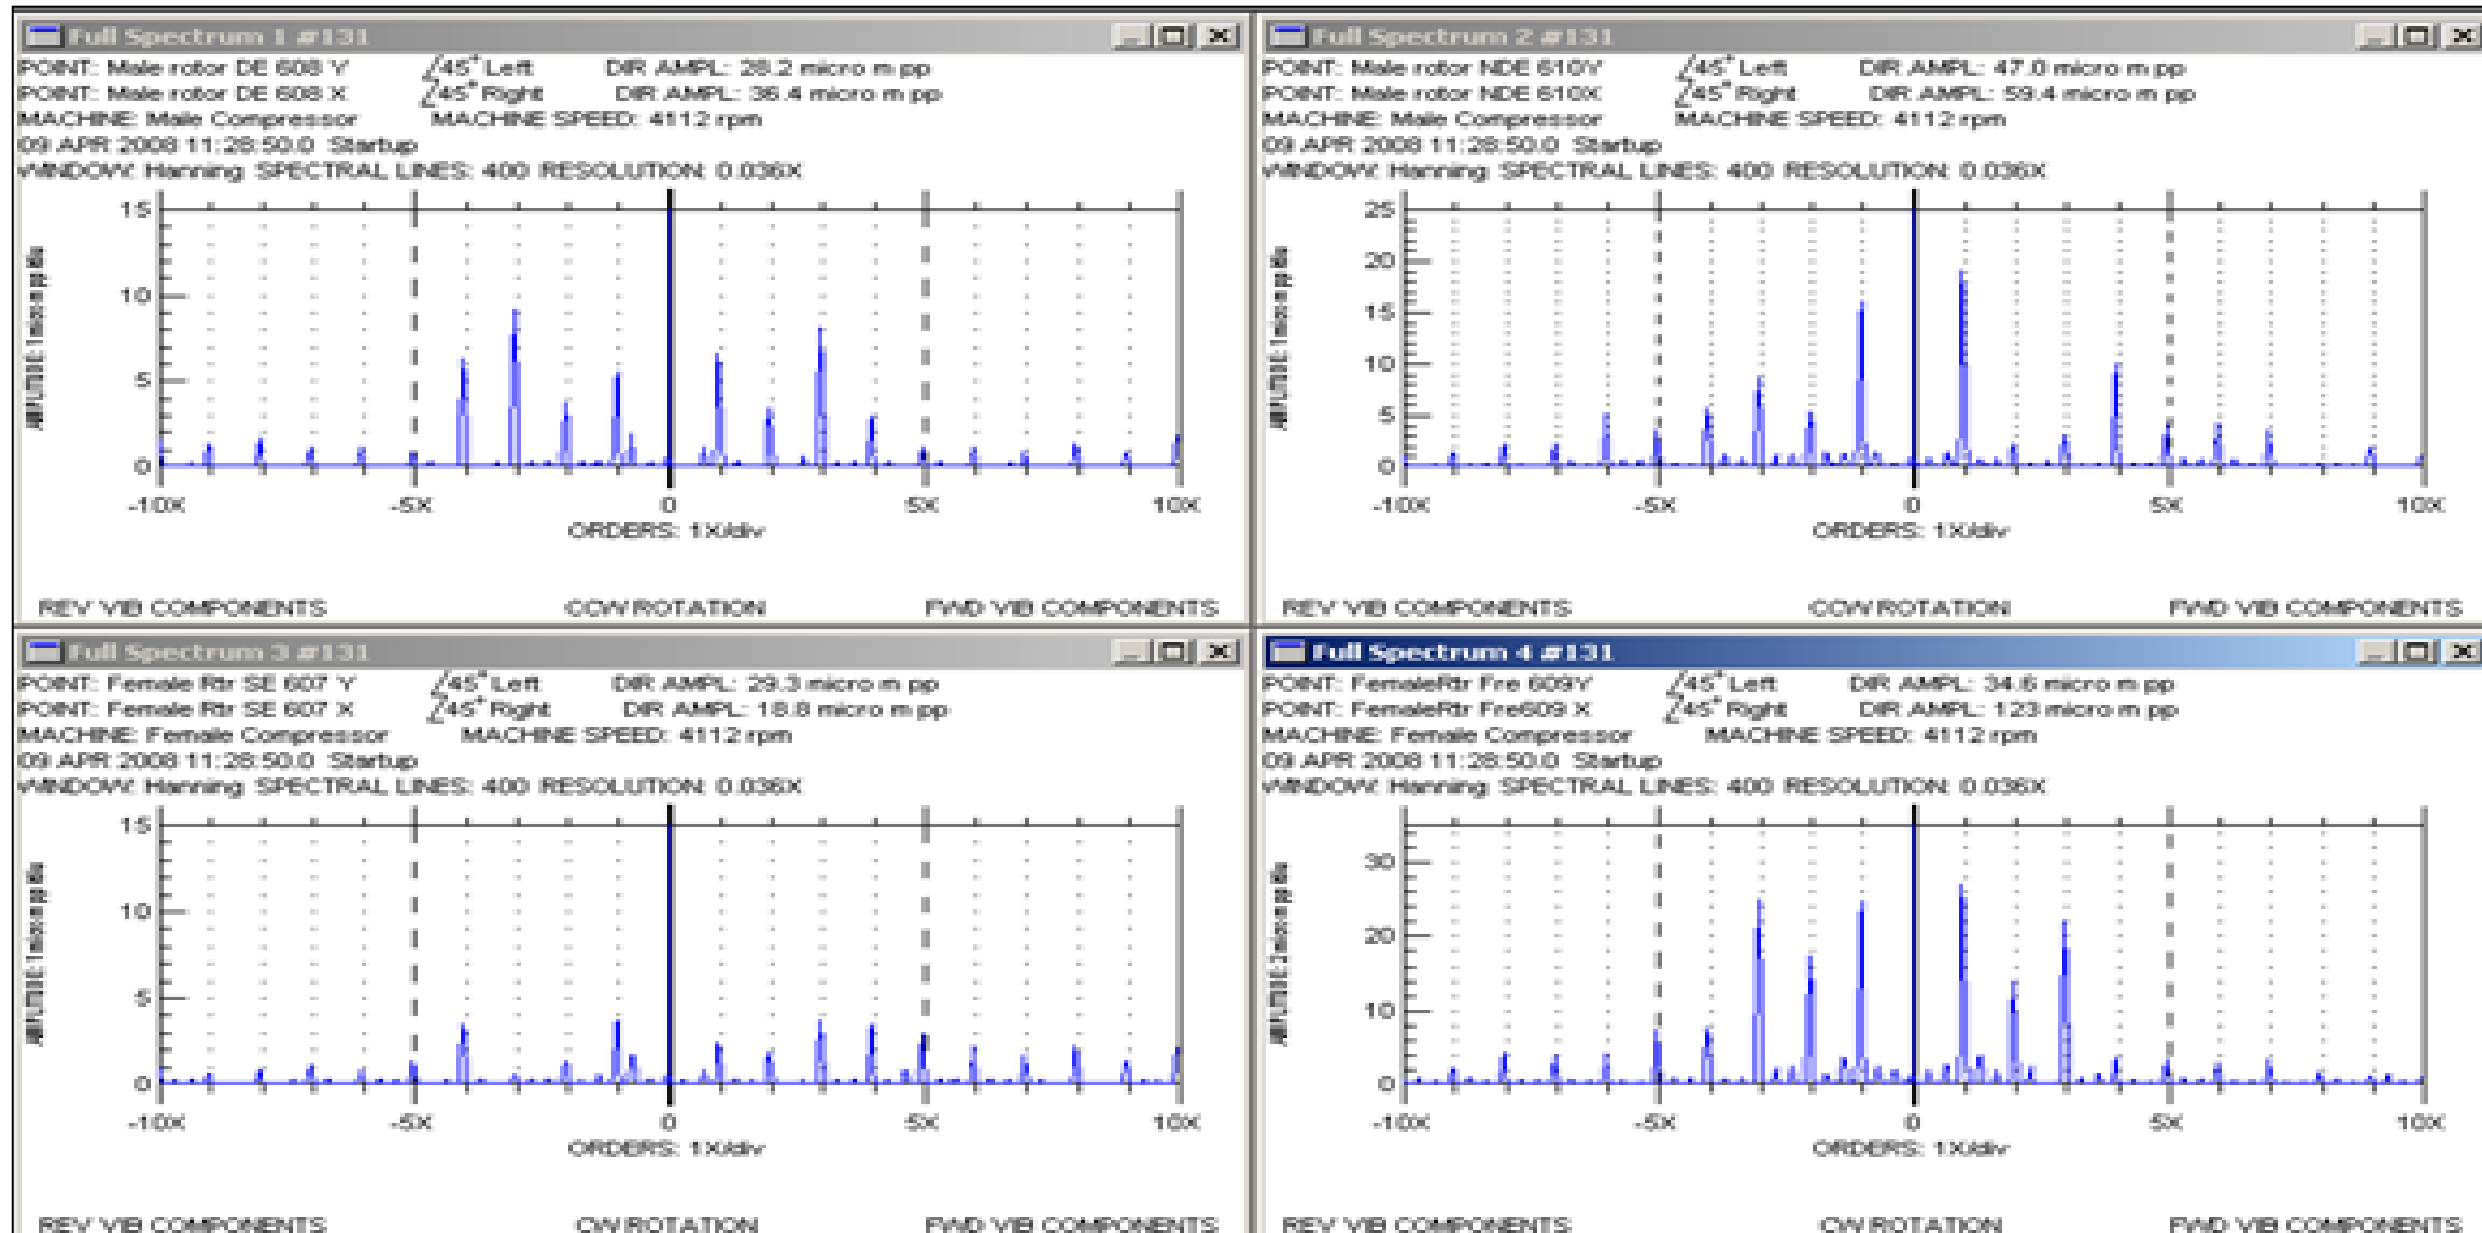 Full Spectrum 1 #131
POINT: Male rotor DE 608 Y ∠45° Left DIR AMPL: 28.2 micro m pp
POINT: Male rotor DE 608 X ∠45° Right DIR AMPL: 36.4 micro m pp
MACHINE: Male Compressor MACHINE SPEED: 4112 rpm
09 APR 2008 11:28:50.0 Startup
WINDOW: Hanning SPECTRAL LINES: 400 RESOLUTION: 0.036X
15
10
5
0
-10X -5X 0 5X 10X
ORDERS: 1X/div
REV VIB COMPONENTS CCW ROTATION FWD VIB COMPONENTS
Full Spectrum 2 #131
POINT: Male rotor NDE 610Y ∠45° Left DIR AMPL: 47.0 micro m pp
POINT: Male rotor NDE 610X ∠45° Right DIR AMPL: 59.4 micro m pp
MACHINE: Male Compressor MACHINE SPEED: 4112 rpm
09 APR 2008 11:28:50.0 Startup
WINDOW: Hanning SPECTRAL LINES: 400 RESOLUTION: 0.036X
25
20
15
10
5
0
-10X -5X 0 5X 10X
ORDERS: 1X/div
REV VIB COMPONENTS CCW ROTATION FWD VIB COMPONENTS
Full Spectrum 3 #131
POINT: Female Rtr SE 607 Y ∠45° Left DIR AMPL: 29.3 micro m pp
POINT: Female Rtr SE 607 X ∠45° Right DIR AMPL: 18.8 micro m pp
MACHINE: Female Compressor MACHINE SPEED: 4112 rpm
09 APR 2008 11:28:50.0 Startup
WINDOW: Hanning SPECTRAL LINES: 400 RESOLUTION: 0.036X
15
10
5
0
-10X -5X 0 5X 10X
ORDERS: 1X/div
REV VIB COMPONENTS CW ROTATION FWD VIB COMPONENTS
Full Spectrum 4 #131
POINT: FemaleRtr Fre 609Y ∠45° Left DIR AMPL: 34.6 micro m pp
POINT: FemaleRtr Fre609 X ∠45° Right DIR AMPL: 123 micro m pp
MACHINE: Female Compressor MACHINE SPEED: 4112 rpm
09 APR 2008 11:28:50.0 Startup
WINDOW: Hanning SPECTRAL LINES: 400 RESOLUTION: 0.036X
30
20
10
0
-10X -5X 0 5X 10X
ORDERS: 1X/div
REV VIB COMPONENTS CW ROTATION FWD VIB COMPONENTS